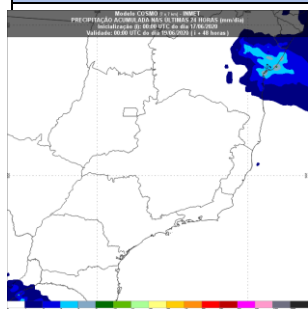 Modelo COSMO (7x7 km) - INMET
PRECIPITAÇÃO ACUMULADA NAS ÚLTIMAS 24 HORAS (mm/dia)
Inicialização @: 00:00 UTC do dia 17/06/2020
Validade: 00:00 UTC do dia 19/06/2020 ( t + 48 horas )